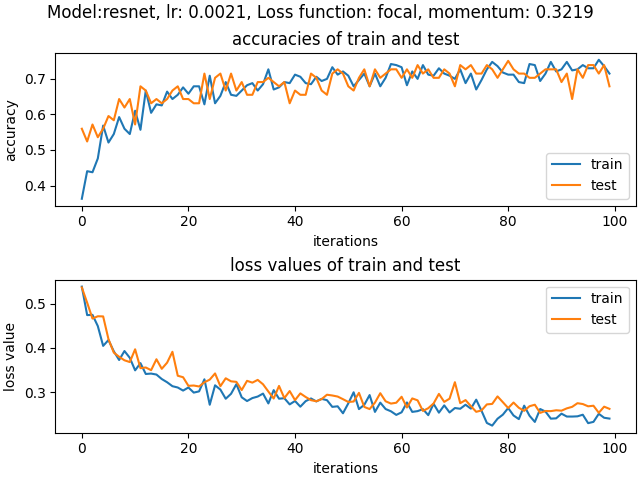 Model:resnet, lr: 0.0021, Loss function: focal, momentum: 0.3219
accuracies of train and test
accuracy
0.7
0.6
0.5
0.4
train
test
0 20 40 60 80 100
iterations
loss values of train and test
loss value
0.5
0.4
0.3
train
test
0 20 40 60 80 100
iterations